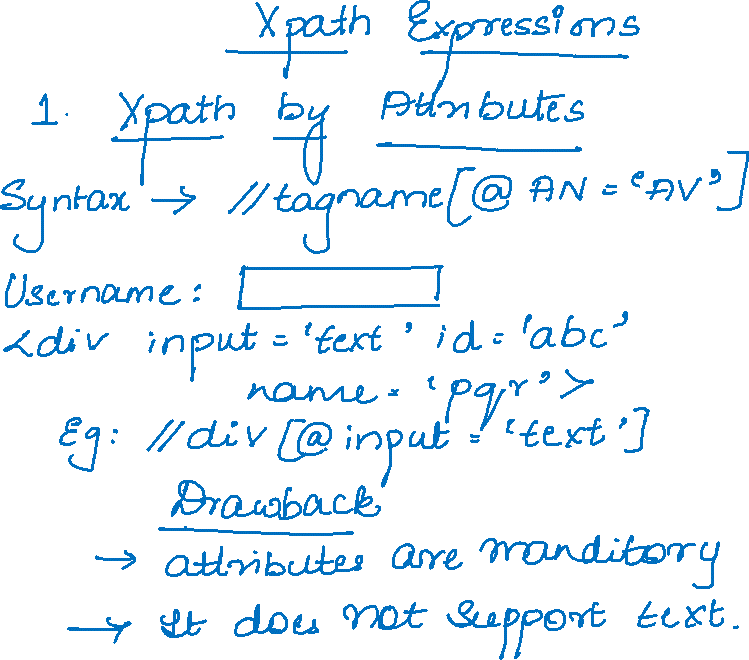 Xpath Expressions
1. Xpath by Attributes
Syntax → //tagname[@ AN = 'AV']
Username:
<div input = 'text' id = 'abc'
name = 'pqr'>
Eg: //div [@ input = 'text']
Drawback
→ attributes are manditory
→ It does not support text.